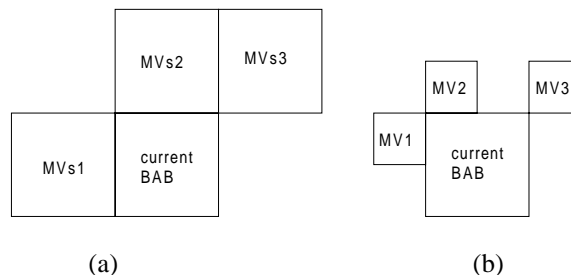 MVs2 MVs3
MVs1
current
BAB
MV2 MV3
MV1
current
BAB
(a) (b)